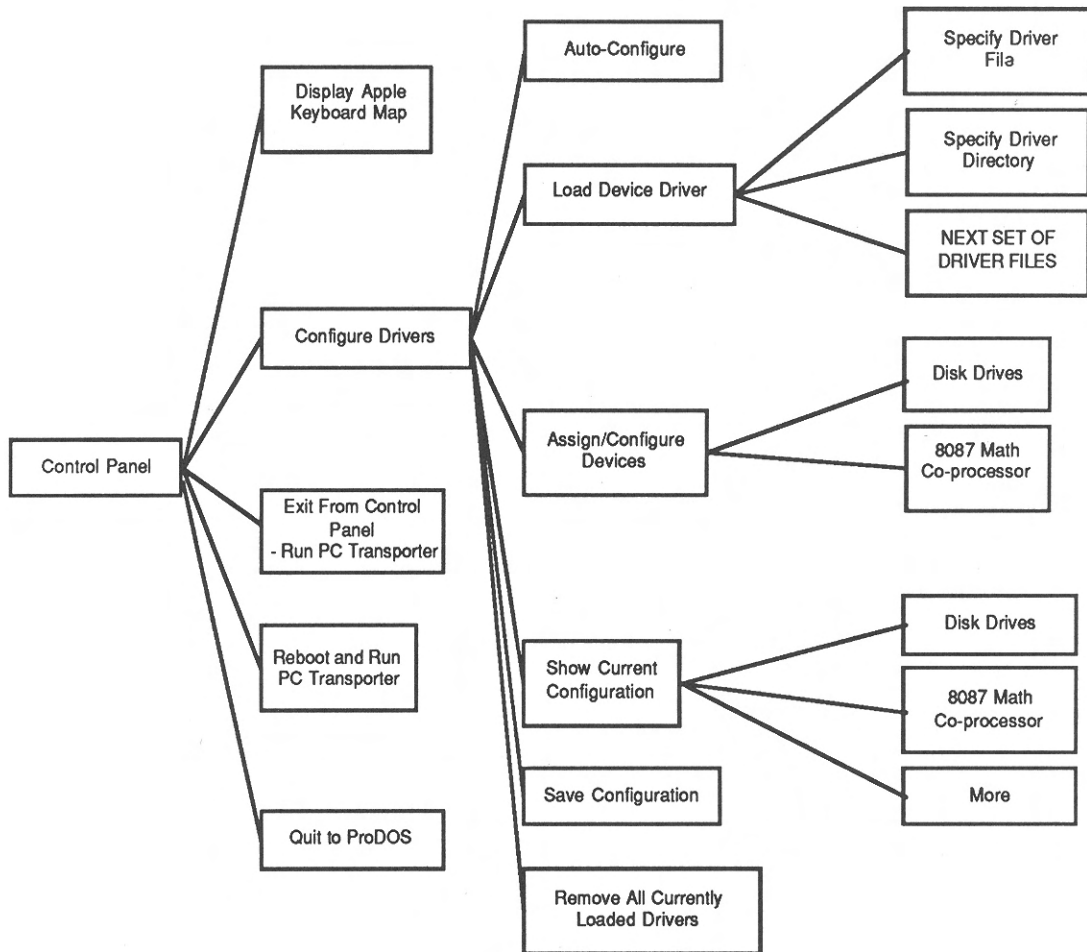 Control Panel
Display Apple
Keyboard Map
Configure Drivers
Exit From Control
Panel
- Run PC Transporter
Reboot and Run
PC Transporter
Quit to ProDOS
Auto-Configure
Load Device Driver
Assign/Configure
Devices
Show Current
Configuration
Save Configuration
Remove All Currently
Loaded Drivers
Specify Driver
File
Specify Driver
Directory
NEXT SET OF
DRIVER FILES
Disk Drives
8087 Math
Co-processor
Disk Drives
8087 Math
Co-processor
More